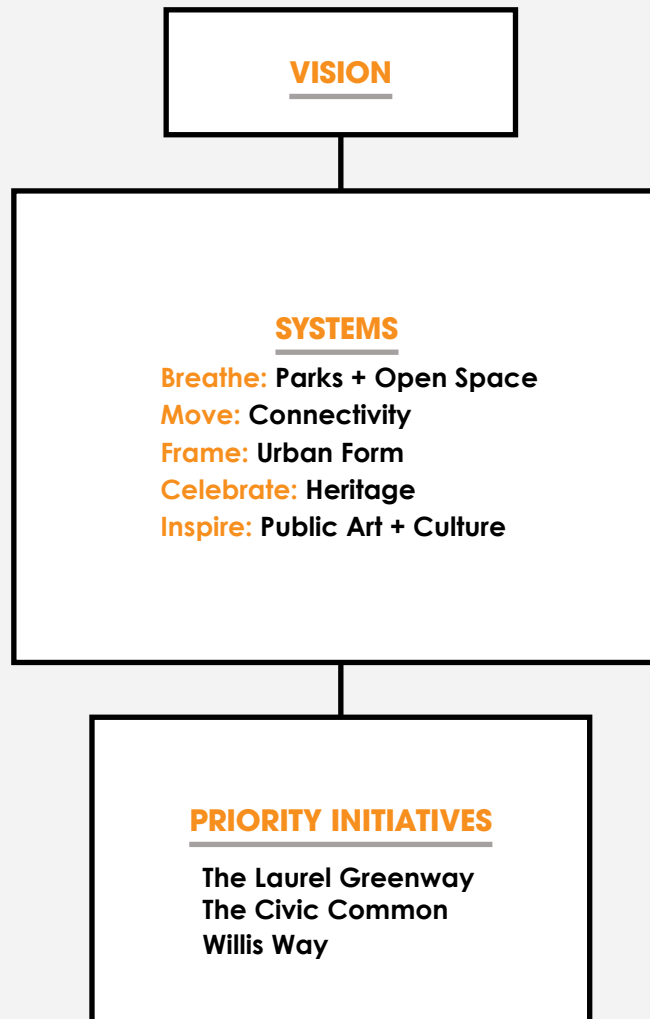 VISION
SYSTEMS
Breathe: Parks + Open Space
Move: Connectivity
Frame: Urban Form
Celebrate: Heritage
Inspire: Public Art + Culture
PRIORITY INITIATIVES
The Laurel Greenway
The Civic Common
Willis Way